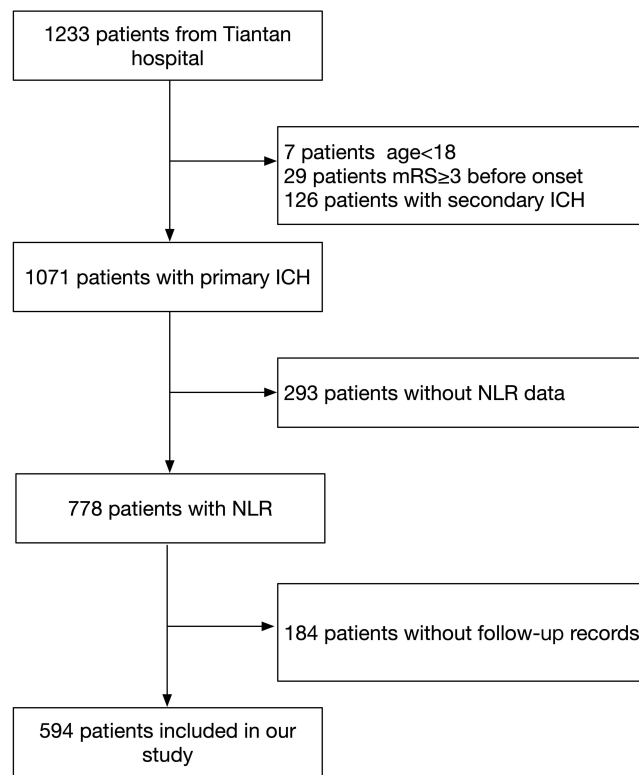 1233 patients from Tiantan
hospital
7 patients age<18
29 patients mRS≥3 before onset
126 patients with secondary ICH
1071 patients with primary ICH
293 patients without NLR data
778 patients with NLR
184 patients without follow-up records
594 patients included in our
study